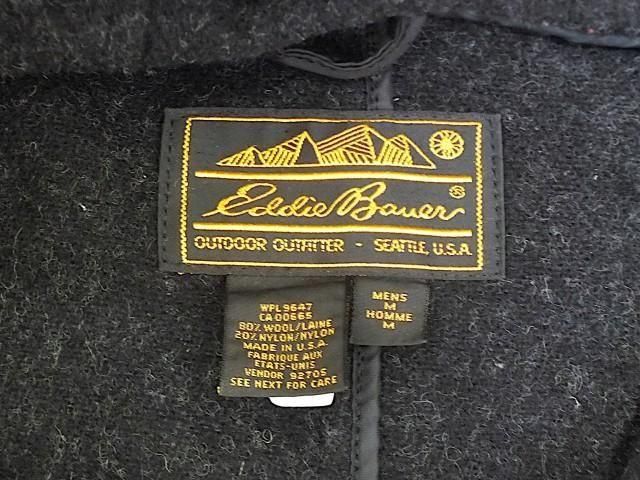 Eddie Bauer®
OUTDOOR OUTFITTER - SEATTLE, U.S.A.
WPL 9647
CA 00665
80% WOOL/LAINE
20% NYLON/NYLON
MADE IN U.S.A.
FABRIQUE AUX
ETATS-UNIS
VENDOR 92705
SEE NEXT FOR CARE
MENS
M
HOMME
M